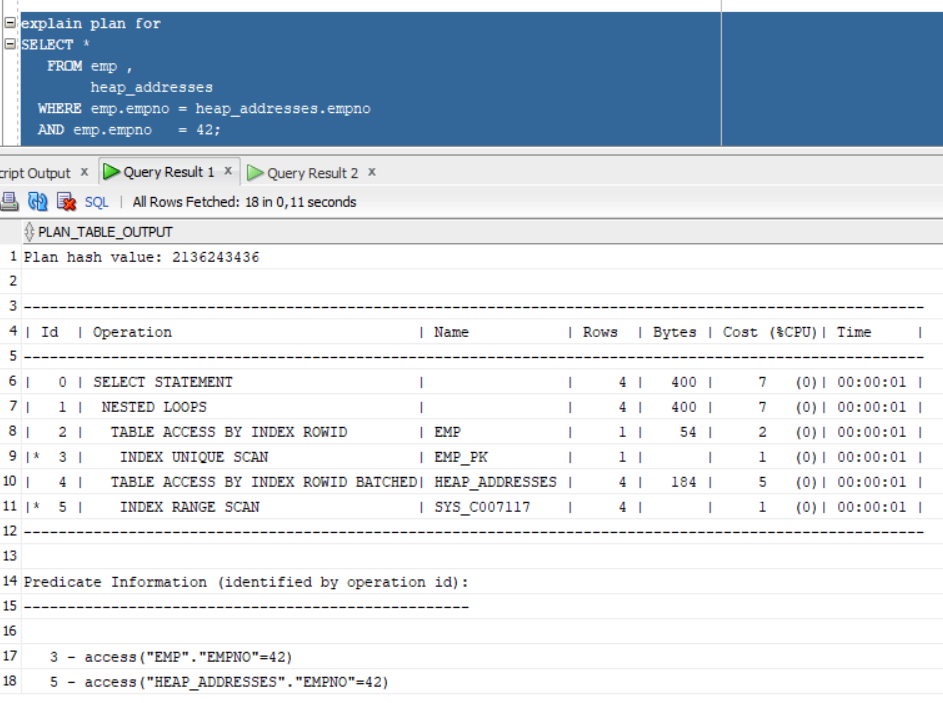 explain plan for
SELECT *
FROM emp ,
heap_addresses
WHERE emp.empno = heap_addresses.empno
AND emp.empno   = 42;
cript Output x Query Result 1 x Query Result 2 x
SQL | All Rows Fetched: 18 in 0,11 seconds
PLAN_TABLE_OUTPUT
1 Plan hash value: 2136243436
2
3 --------------------------------------------------------------------------------------------------------
4 | Id  | Operation                           | Name           | Rows  | Bytes | Cost (%CPU)| Time     |
5 --------------------------------------------------------------------------------------------------------
6 |   0 | SELECT STATEMENT                    |                |     4 |   400 |     7   (0)| 00:00:01 |
7 |   1 |  NESTED LOOPS                       |                |     4 |   400 |     7   (0)| 00:00:01 |
8 |   2 |   TABLE ACCESS BY INDEX ROWID       | EMP            |     1 |    54 |     2   (0)| 00:00:01 |
9 |*  3 |    INDEX UNIQUE SCAN                | EMP_PK         |     1 |       |     1   (0)| 00:00:01 |
10 |   4 |   TABLE ACCESS BY INDEX ROWID BATCHED| HEAP_ADDRESSES |     4 |   184 |     5   (0)| 00:00:01 |
11 |*  5 |    INDEX RANGE SCAN                 | SYS_C007117    |     4 |       |     1   (0)| 00:00:01 |
12 --------------------------------------------------------------------------------------------------------
13
14 Predicate Information (identified by operation id):
15 ---------------------------------------------------
16
17    3 - access("EMP"."EMPNO"=42)
18    5 - access("HEAP_ADDRESSES"."EMPNO"=42)